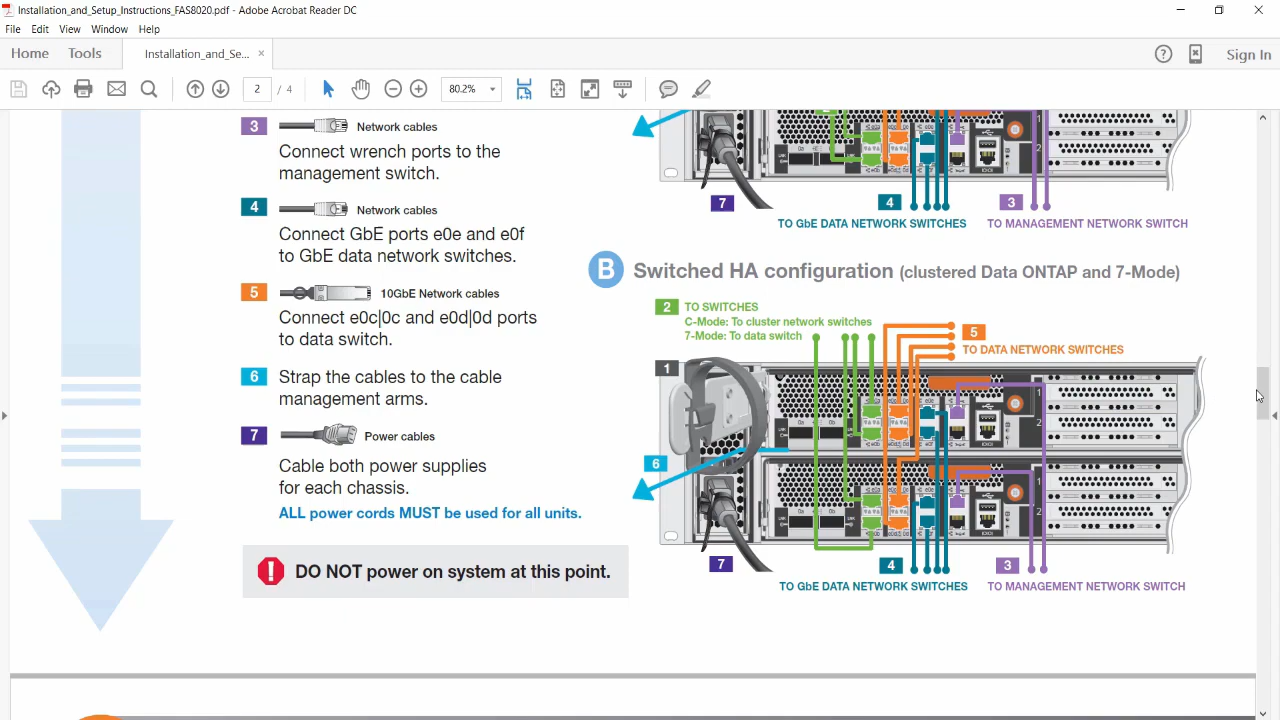 Installation_and_Setup_Instructions_FAS8020.pdf - Adobe Acrobat Reader DC
File Edit View Window Help
Home Tools Installation_and_Se... × Sign In
2 / 4 80.2%
3 Network cables
Connect wrench ports to the
management switch.
4 Network cables
Connect GbE ports e0e and e0f
to GbE data network switches.
5 10GbE Network cables
Connect e0c|0c and e0d|0d ports
to data switch.
6 Strap the cables to the cable
management arms.
7 Power cables
Cable both power supplies
for each chassis.
ALL power cords MUST be used for all units.
! DO NOT power on system at this point.
1
2
7 4 3
TO GbE DATA NETWORK SWITCHES TO MANAGEMENT NETWORK SWITCH
B Switched HA configuration (clustered Data ONTAP and 7-Mode)
2 TO SWITCHES
C-Mode: To cluster network switches
7-Mode: To data switch
5
TO DATA NETWORK SWITCHES
1
1
2
6
1
2
7 4 3
TO GbE DATA NETWORK SWITCHES TO MANAGEMENT NETWORK SWITCH